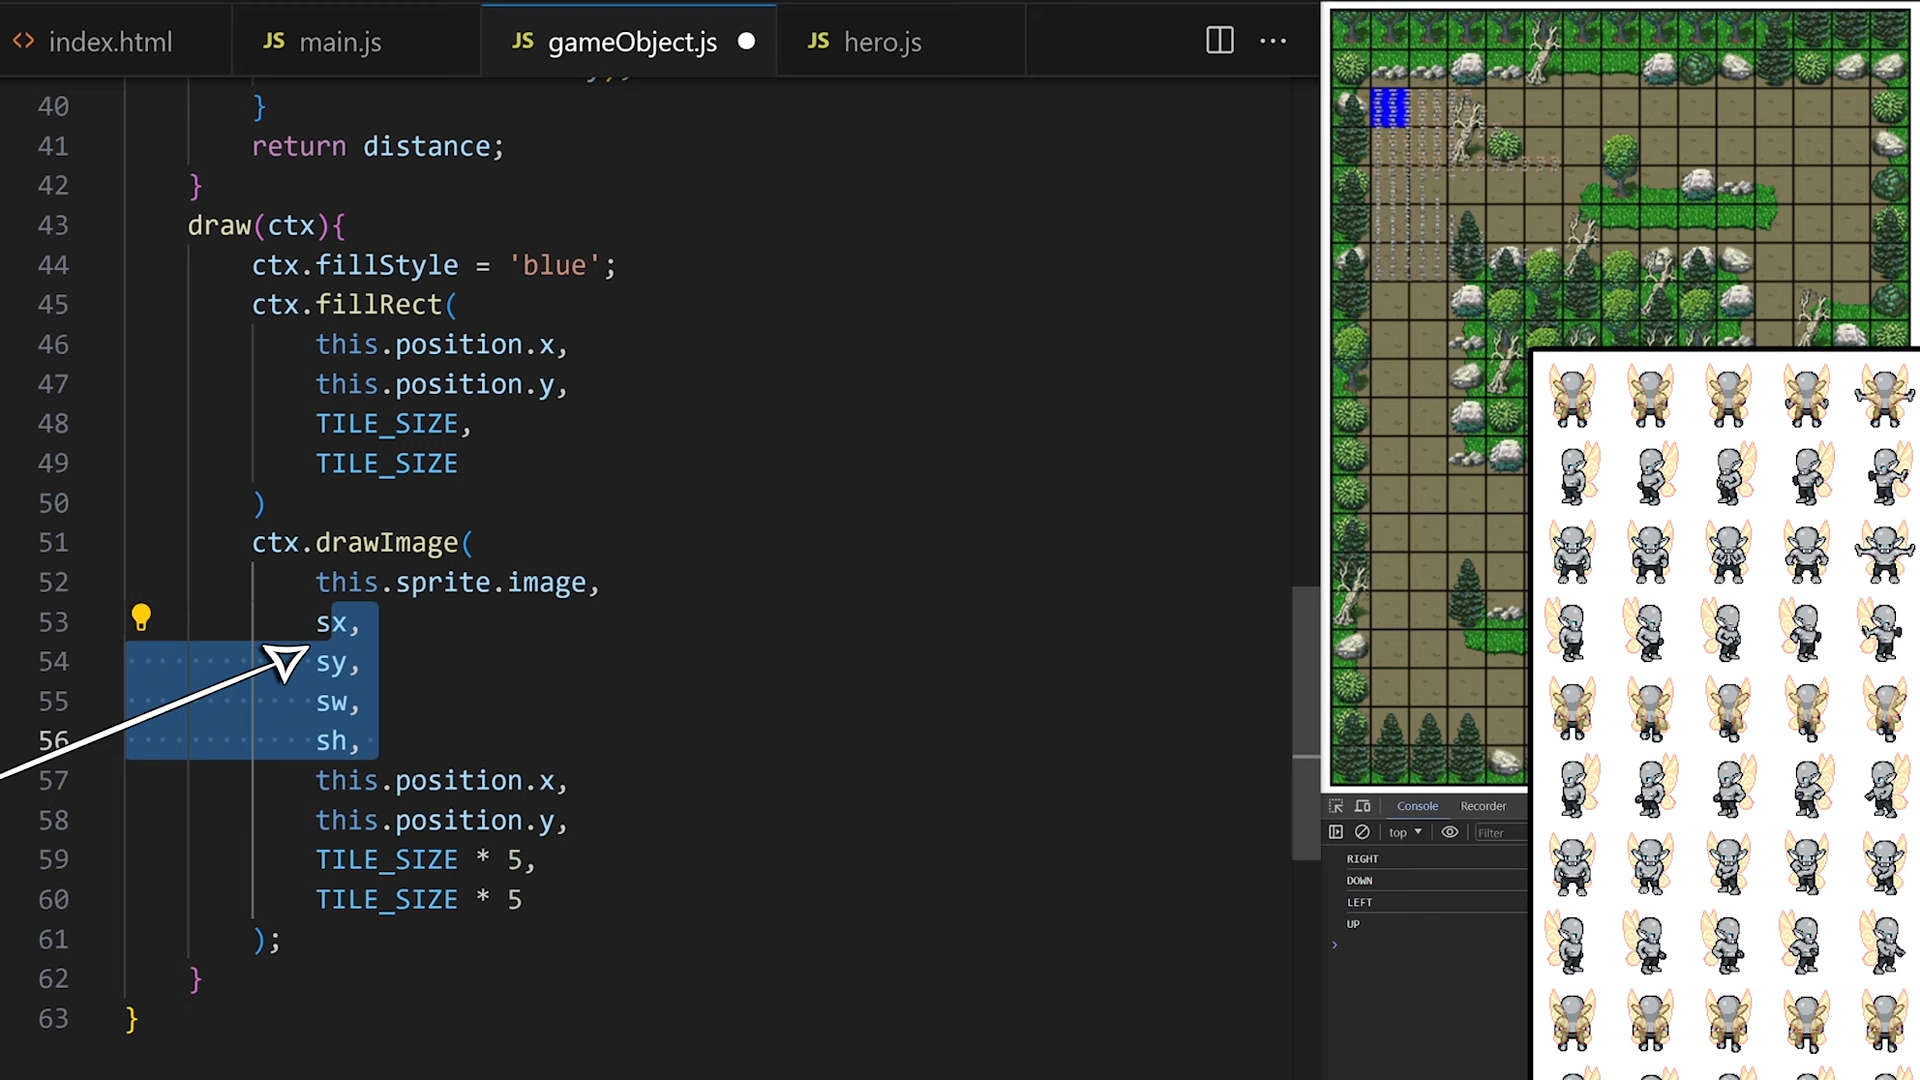 <> index.html JS main.js JS gameObject.js JS hero.js
40 }
41 return distance;
42 }
43 draw(ctx){
44 ctx.fillStyle = 'blue';
45 ctx.fillRect(
46 this.position.x,
47 this.position.y,
48 TILE_SIZE,
49 TILE_SIZE
50 )
51 ctx.drawImage(
52 this.sprite.image,
53 sx,
54 sy,
55 sw,
56 sh,
57 this.position.x,
58 this.position.y,
59 TILE_SIZE * 5,
60 TILE_SIZE * 5
61 );
62 }
63 }
Console Recorder
top Filter
RIGHT
DOWN
LEFT
UP